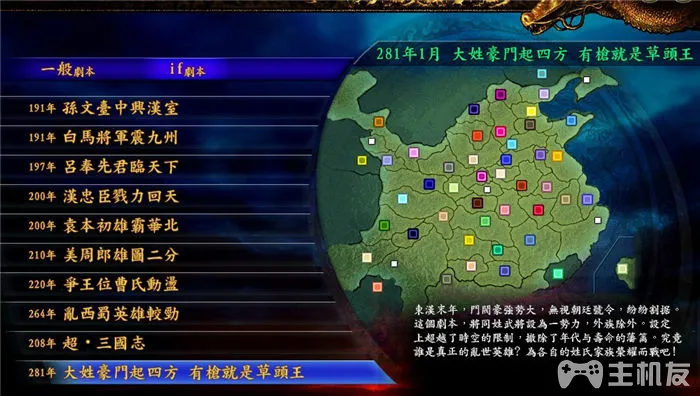 一般劇本 if劇本
281年1月 大姓豪門起四方 有槍就是草頭王
191年 孫文臺中興漢室
191年 白馬將軍震九州
197年 呂奉先君臨天下
200年 漢忠臣戮力回天
200年 袁本初雄霸華北
210年 美周郎雄圖二分
220年 爭王位曹氏動盪
264年 亂西蜀英雄較勁
208年 超・三國志
281年 大姓豪門起四方 有槍就是草頭王
東漢末年，門閥豪強勢大，無視朝廷號令，紛紛割據。
這個劇本，將同姓武將設為一勢力，外族除外。設定
上超越了時空的限制，撤除了年代与壽命的藩籬。究竟
誰是真正的亂世英雄？為各自的姓氏家族榮耀而戰吧！
主机友